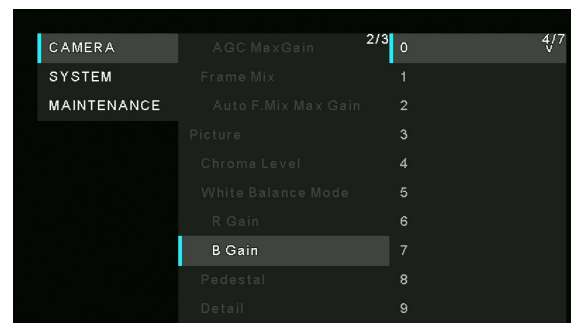 CAMERA
SYSTEM
MAINTENANCE
2/3
AGC MaxGain
Frame Mix
Auto F.Mix Max Gain
Picture
Chroma Level
White Balance Mode
R Gain
B Gain
Pedestal
Detail
4/7
0
1
2
3
4
5
6
7
8
9